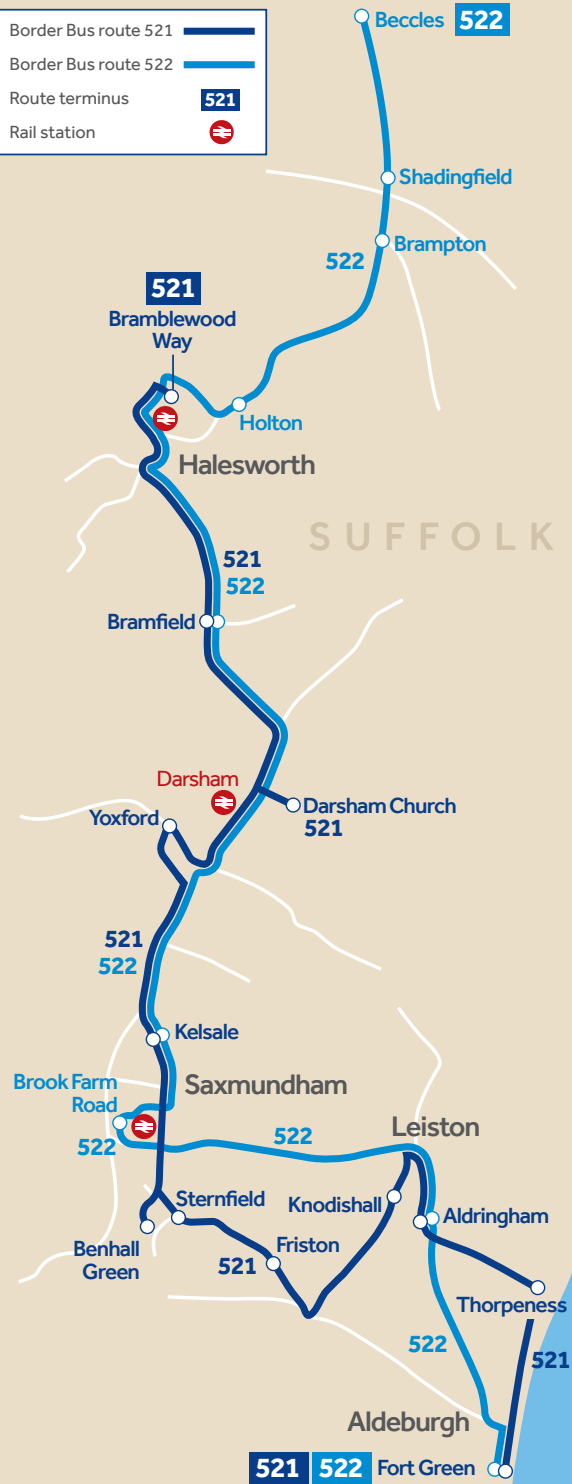 Border Bus route 521
Border Bus route 522
Route terminus 521
Rail station
Beccles 522
Shadingfield
Brampton
522
521
Bramblewood
Way
Holton
Halesworth
SUFFOLK
521
522
Bramfield
Darsham
Darsham Church
521
Yoxford
521
522
Kelsale
Saxmundham
Brook Farm
Road
522
522
Leiston
Sternfield
Knodishall
Aldringham
Benhall
Green
Friston
521
Thorpeness
522
521
Aldeburgh
521 522 Fort Green